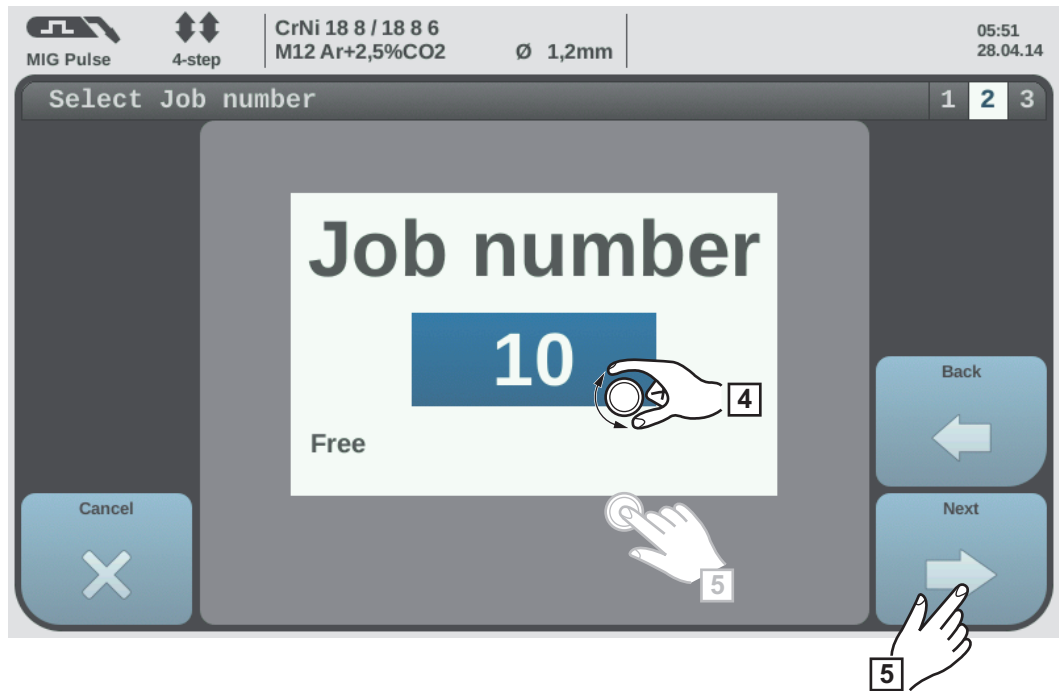 MIG Pulse
4-step
CrNi 18 8 / 18 8 6
M12 Ar+2,5%CO2 Ø 1,2mm
05:51
28.04.14
Select Job number 1 2 3
Job number
10
4
Free
Back
Cancel
Next
5
5